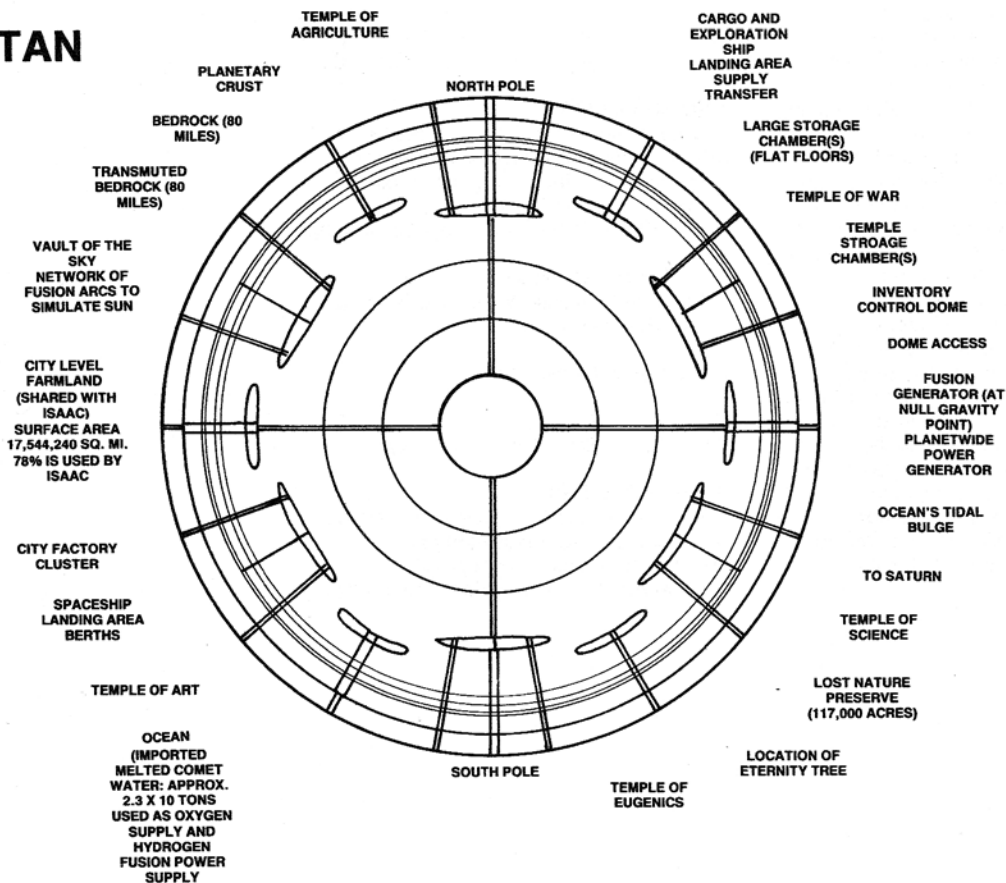 TAN
TEMPLE OF
AGRICULTURE
PLANETARY
CRUST
BEDROCK (80
MILES)
TRANSMUTED
BEDROCK (80
MILES)
VAULT OF THE
SKY
NETWORK OF
FUSION ARCS TO
SIMULATE SUN
CITY LEVEL
FARMLAND
(SHARED WITH
ISAAC)
SURFACE AREA
17,544,240 SQ. MI.
78% IS USED BY
ISAAC
CITY FACTORY
CLUSTER
SPACESHIP
LANDING AREA
BERTHS
TEMPLE OF ART
OCEAN
(IMPORTED
MELTED COMET
WATER: APPROX.
2.3 X 10 TONS
USED AS OXYGEN
SUPPLY AND
HYDROGEN
FUSION POWER
SUPPLY
NORTH POLE
SOUTH POLE
CARGO AND
EXPLORATION
SHIP
LANDING AREA
SUPPLY
TRANSFER
LARGE STORAGE
CHAMBER(S)
(FLAT FLOORS)
TEMPLE OF WAR
TEMPLE
STROAGE
CHAMBER(S)
INVENTORY
CONTROL DOME
DOME ACCESS
FUSION
GENERATOR (AT
NULL GRAVITY
POINT)
PLANETWIDE
POWER
GENERATOR
OCEAN'S TIDAL
BULGE
TO SATURN
TEMPLE OF
SCIENCE
LOST NATURE
PRESERVE
(117,000 ACRES)
LOCATION OF
ETERNITY TREE
TEMPLE OF
EUGENICS